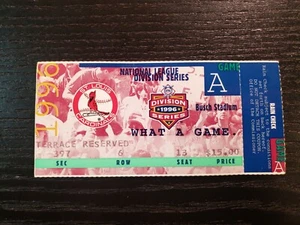 GAME
A
NATIONAL LEAGUE
DIVISION SERIES
1996
ST. LOUIS
CARDINALS
DIVISION
1996
SERIES
Busch Stadium
WHAT A GAME.
TERRACE RESERVED
397 6 13 $15.00
SEC ROW SEAT PRICE
RAIN CHECK